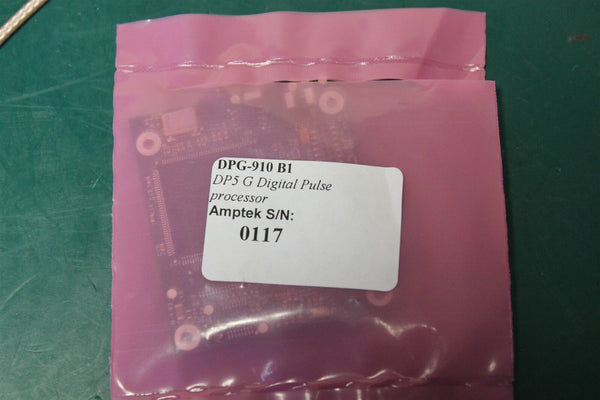 DPG-910 B1
DP5 G Digital Pulse
processor
Amptek S/N:
0117